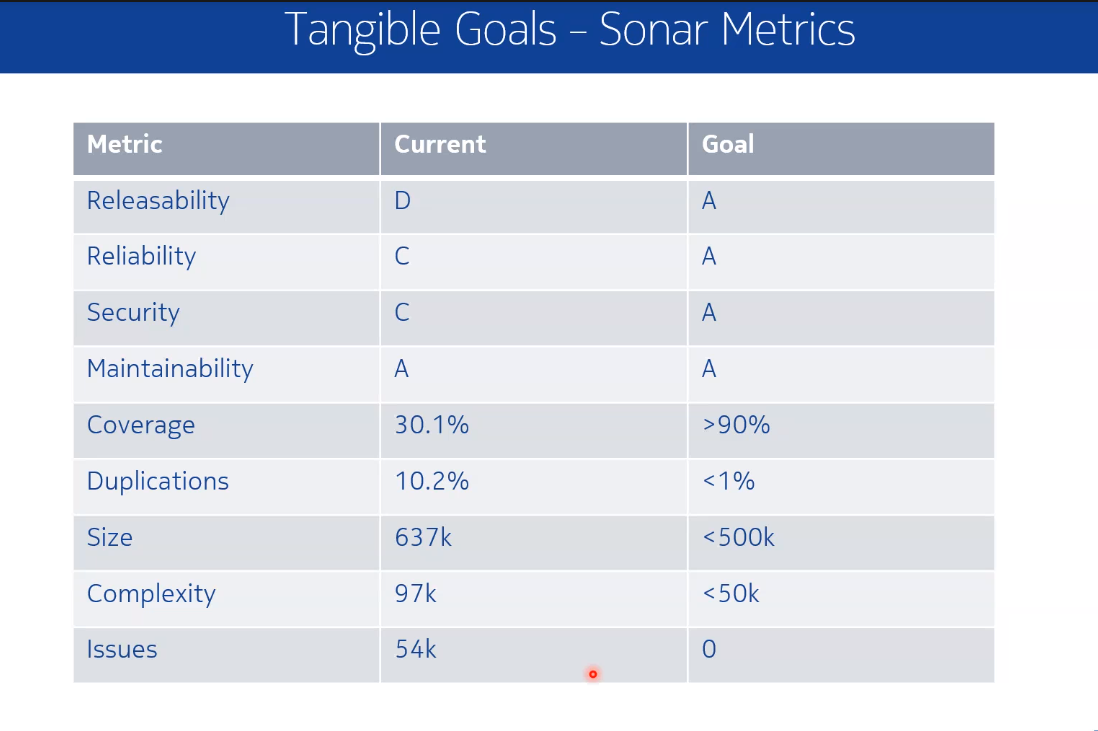 Tangible Goals – Sonar Metrics
Metric Current Goal
Releasability D A
Reliability C A
Security C A
Maintainability A A
Coverage 30.1% >90%
Duplications 10.2% <1%
Size 637k <500k
Complexity 97k <50k
Issues 54k 0